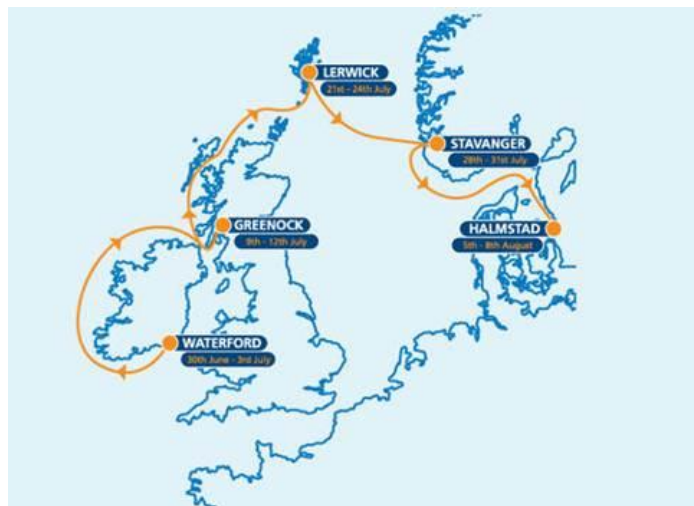 LERWICK
21st - 24th July
STAVANGER
28th - 31st July
GREENOCK
9th - 12th July
HALMSTAD
5th - 8th August
WATERFORD
30th June - 3rd July